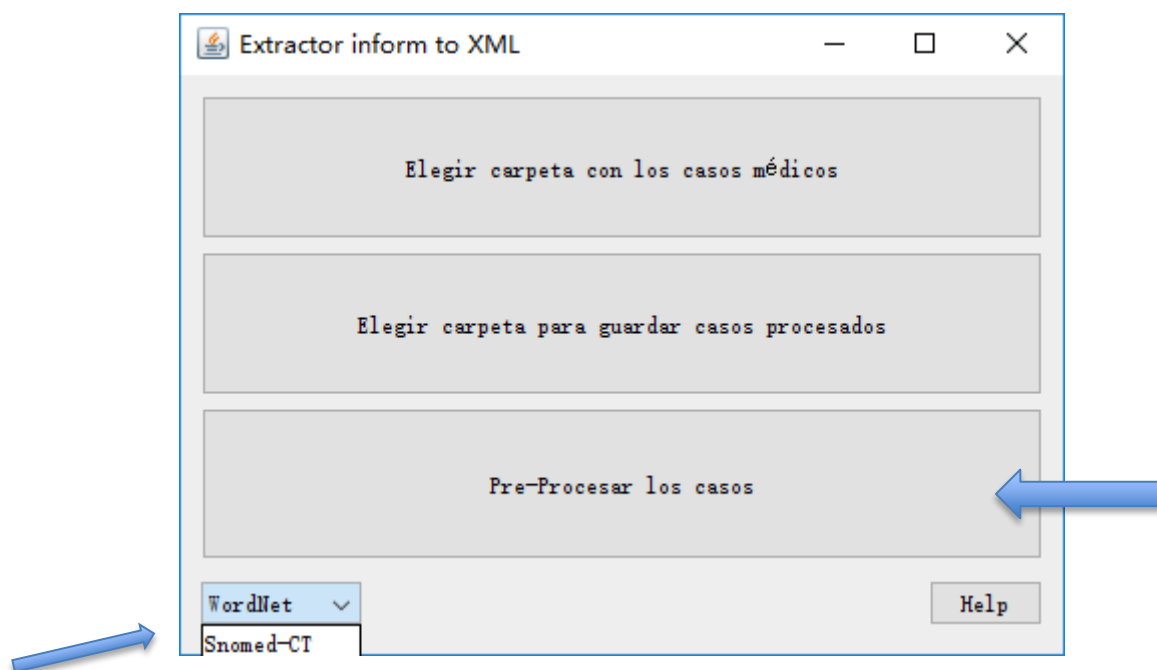 Extractor inform to XML
Elegir carpeta con los casos médicos
Elegir carpeta para guardar casos procesados
Pre-Procesar los casos
WordNet
Help
Snomed-CT